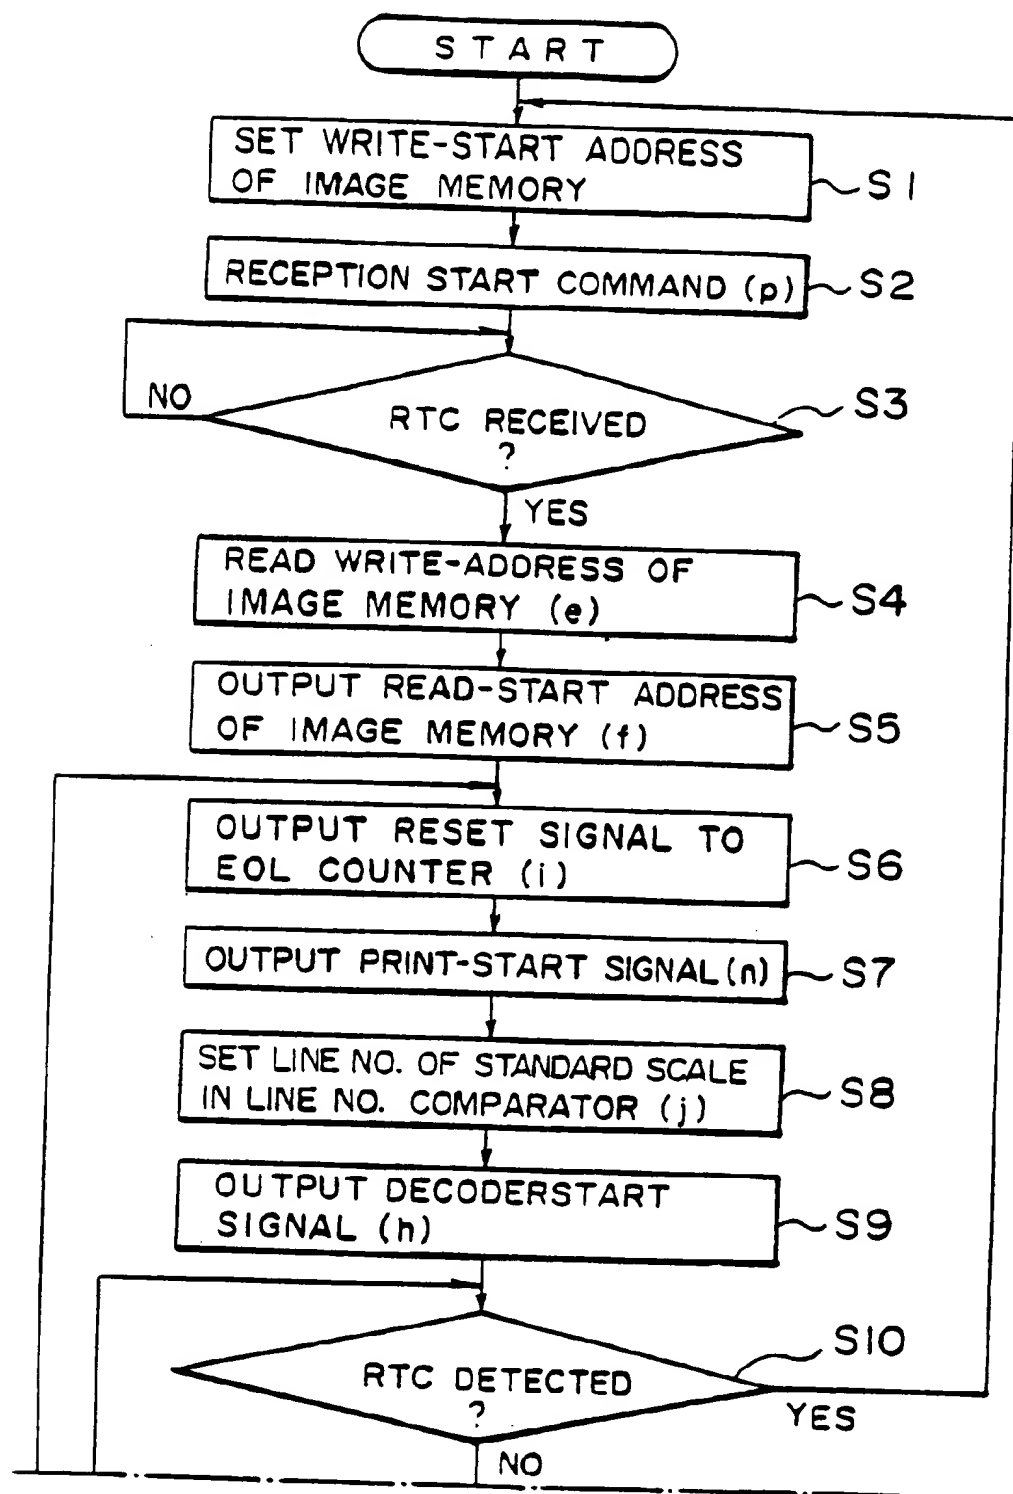 START
SET WRITE-START ADDRESS
OF IMAGE MEMORY
S1
RECEPTION START COMMAND (p)
S2
RTC RECEIVED
?
S3
NO
YES
READ WRITE-ADDRESS OF
IMAGE MEMORY (e)
S4
OUTPUT READ-START ADDRESS
OF IMAGE MEMORY (f)
S5
OUTPUT RESET SIGNAL TO
EOL COUNTER (i)
S6
OUTPUT PRINT-START SIGNAL (n)
S7
SET LINE NO. OF STANDARD SCALE
IN LINE NO. COMPARATOR (j)
S8
OUTPUT DECODERSTART
SIGNAL (h)
S9
RTC DETECTED
?
S10
YES
NO